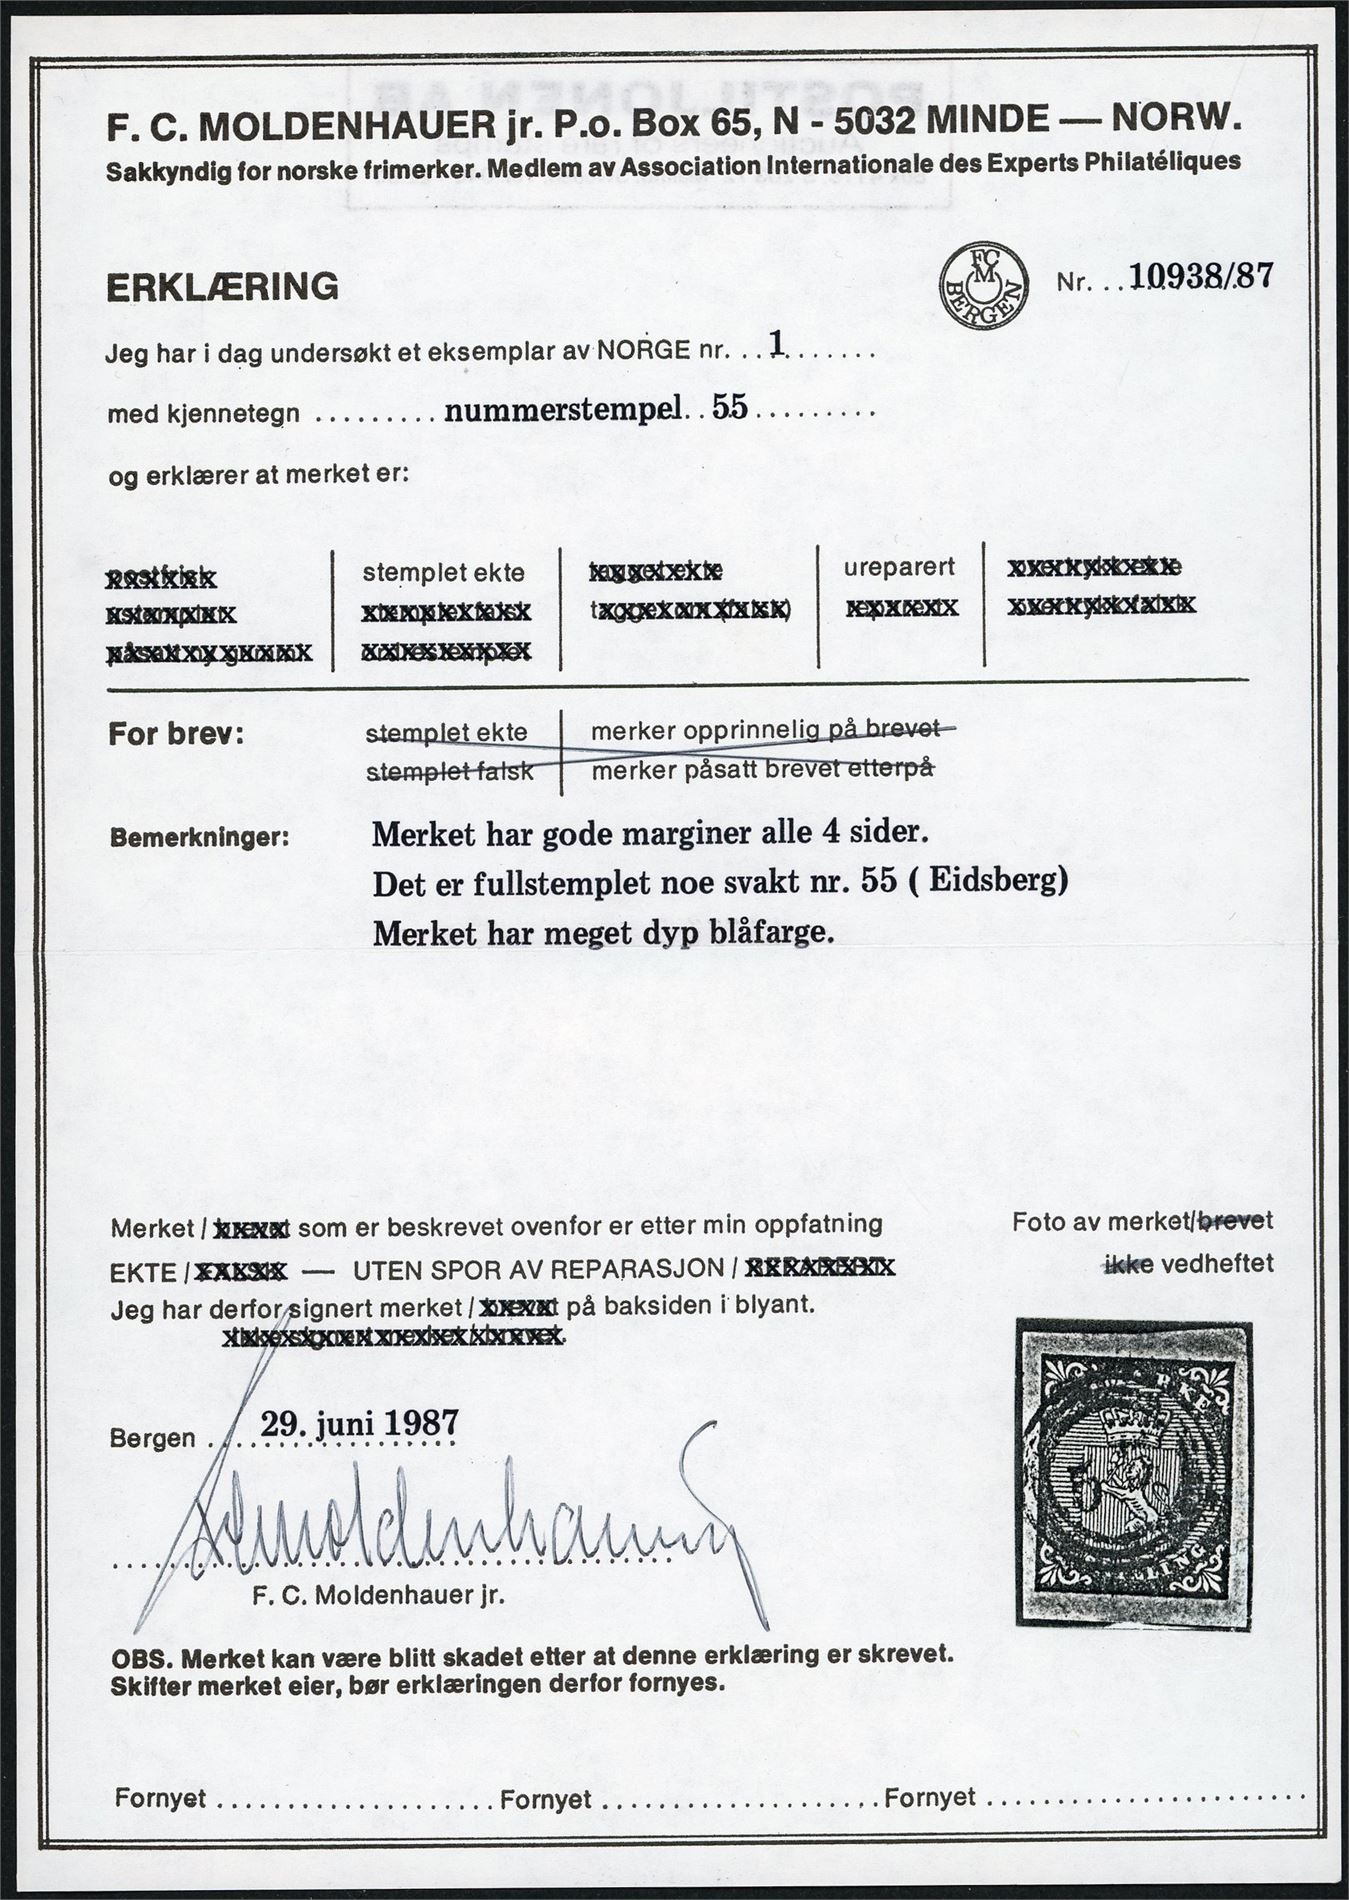 F. C. MOLDENHAUER jr. P.o. Box 65, N - 5032 MINDE — NORW.
Sakkyndig for norske frimerker. Medlem av Association Internationale des Experts Philatéliques
ERKLÆRING
FC M BERGEN
Nr. . . 10938/87
Jeg har i dag undersøkt et eksemplar av NORGE nr. . . . 1 . . . . . . .
med kjennetegn . . . . . . . . . nummerstempel. . 55 . . . . . . . . .
og erklærer at merket er:
stemplet ekte ureparert
For brev: stemplet ekte merker opprinnelig på brevet
stemplet falsk merker påsatt brevet etterpå
Bemerkninger: Merket har gode marginer alle 4 sider.
Det er fullstemplet noe svakt nr. 55 ( Eidsberg)
Merket har meget dyp blåfarge.
Merket / som er beskrevet ovenfor er etter min oppfatning
EKTE / — UTEN SPOR AV REPARASJON /
Jeg har derfor signert merket / på baksiden i blyant.
Foto av merket/brevet
ikke vedheftet
Bergen . . . 29. juni 1987
F. C. Moldenhauer jr.
OBS. Merket kan være blitt skadet etter at denne erklæring er skrevet.
Skifter merket eier, bør erklæringen derfor fornyes.
Fornyet . . . . . . . . . . . . . . . . . . . . Fornyet . . . . . . . . . . . . . . . . . . . . Fornyet . . . . . . . . . . . . . . . . . . . . . . .